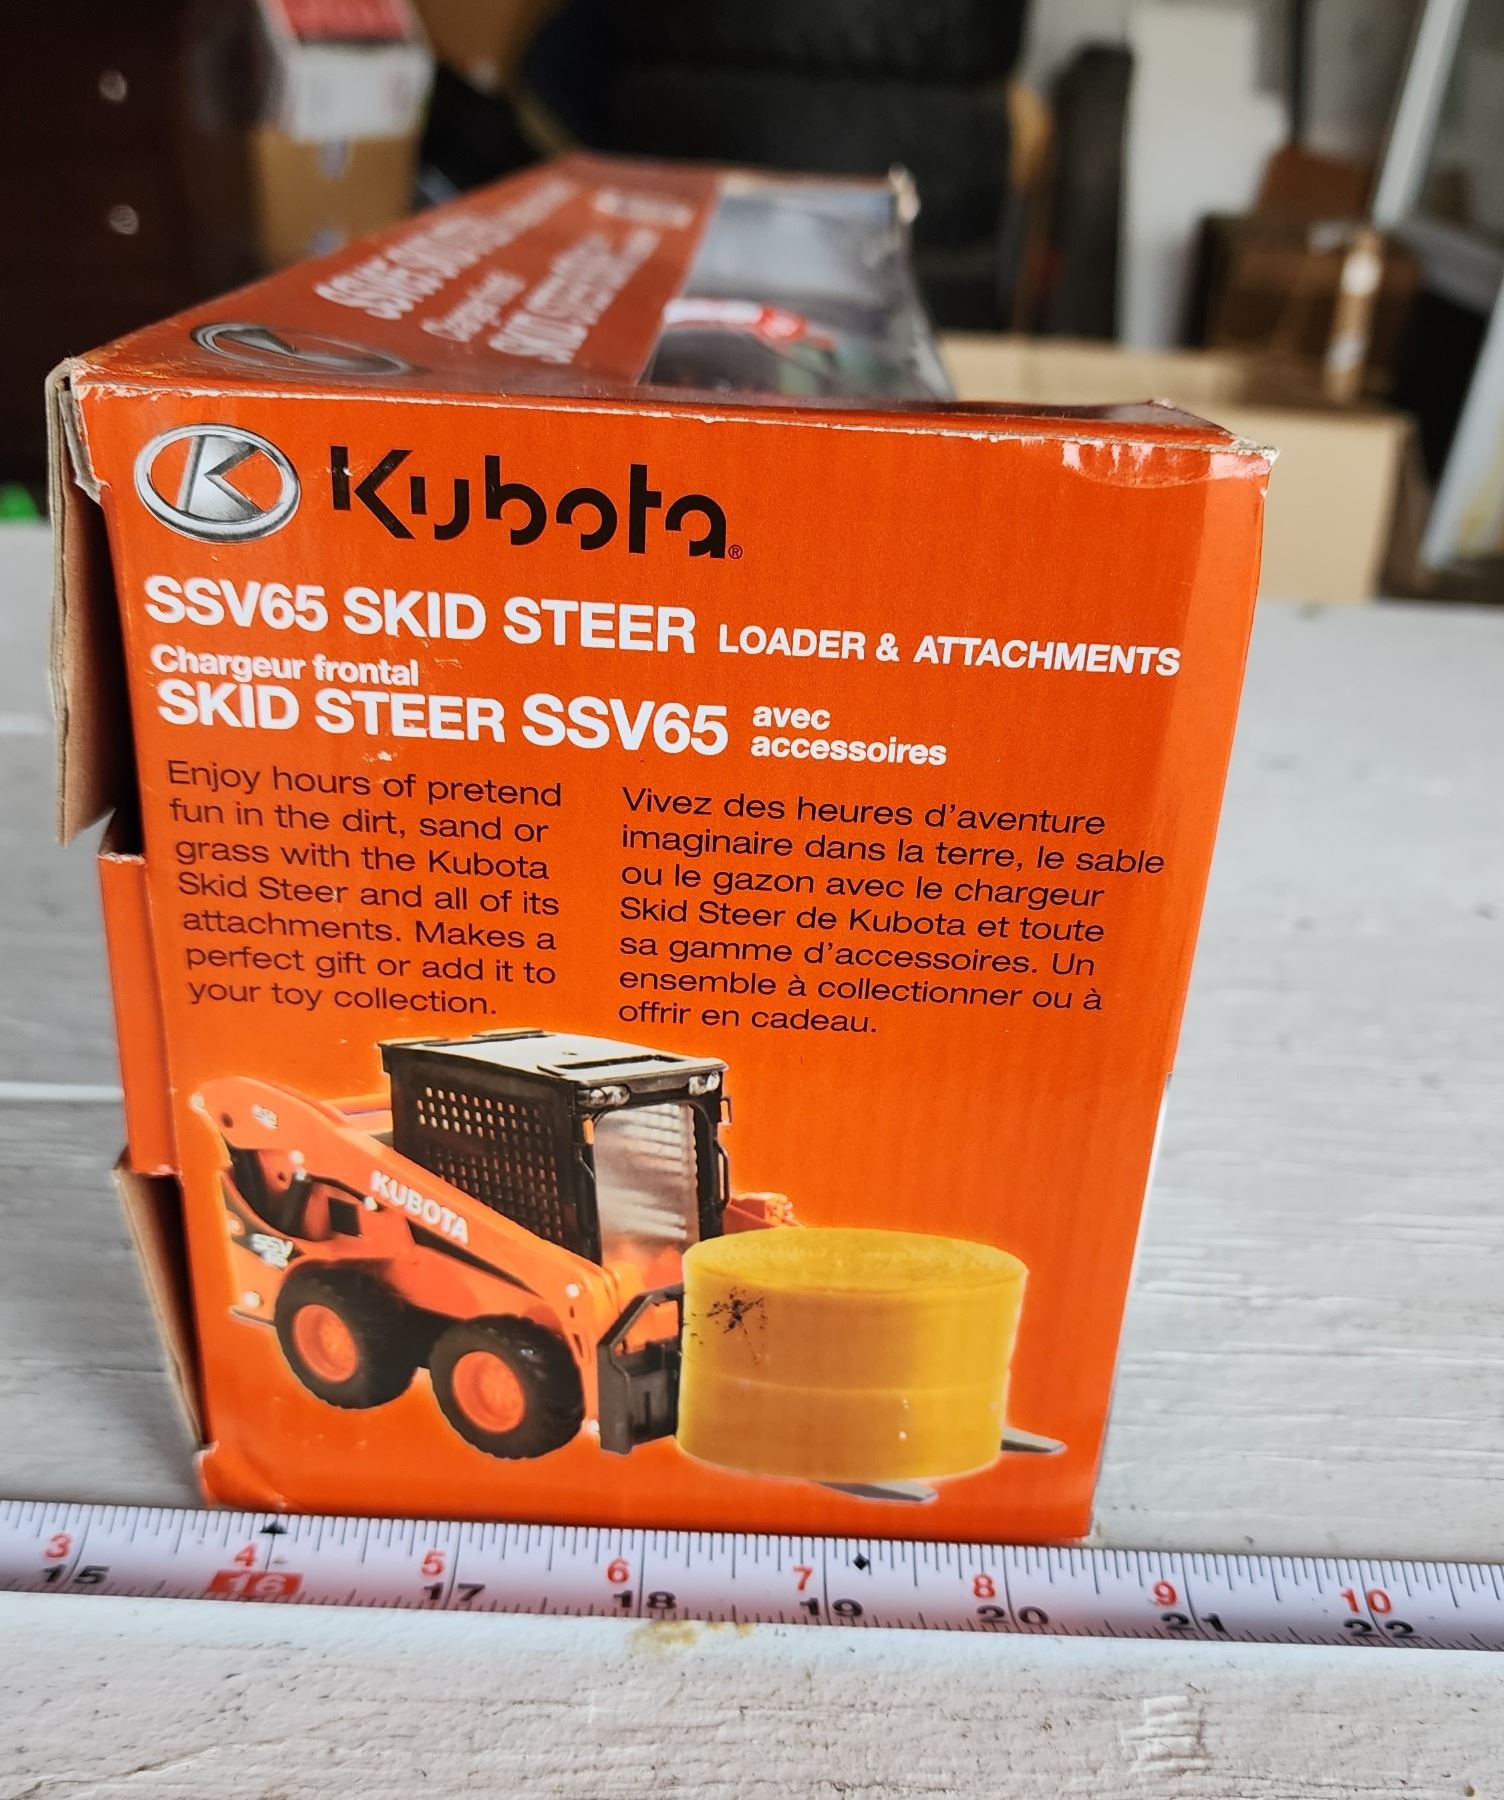 Kubota®
SSV65 SKID STEER LOADER & ATTACHMENTS
Chargeur frontal
SKID STEER SSV65 avec
accessoires
Enjoy hours of pretend
fun in the dirt, sand or
grass with the Kubota
Skid Steer and all of its
attachments. Makes a
perfect gift or add it to
your toy collection.
Vivez des heures d'aventure
imaginaire dans la terre, le sable
ou le gazon avec le chargeur
Skid Steer de Kubota et toute
sa gamme d'accessoires. Un
ensemble à collectionner ou à
offrir en cadeau.
KUBOTA
SSV
65
3 4 5 6 7 8 9 10
15 16 17 18 19 20 21 22